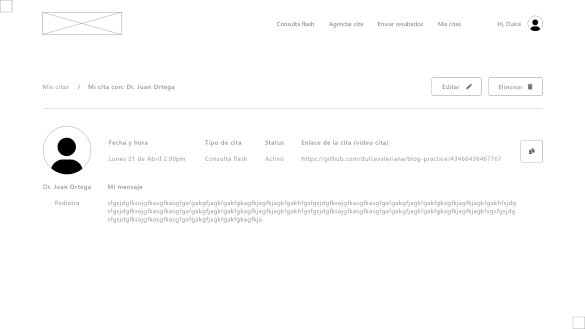 Consulta flash Agendar cita Enviar resultados Mis citas Hi, Dulce
Mis citas / Mi cita con: Dr. Juan Ortega Editar Eliminar
Fecha y hora Tipo de cita Status Enlace de la cita (video cita)
Lunes 21 de Abril 2:00pm Consulta flash Activo https://github.com/dulcevaleriana/blog-practice/43466436467767
Dr. Juan Ortega Mi mensaje
Pediatra